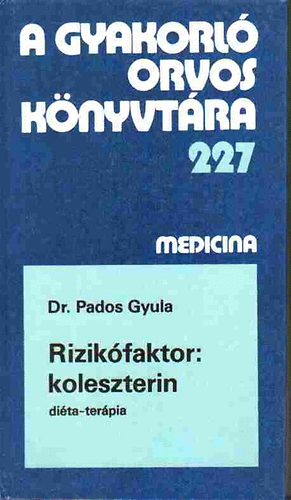 A GYAKORLÓ
ORVOS
KÖNYVTÁRA
227
MEDICINA
Dr. Pados Gyula
Rizikófaktor:
koleszterin
diéta-terápia